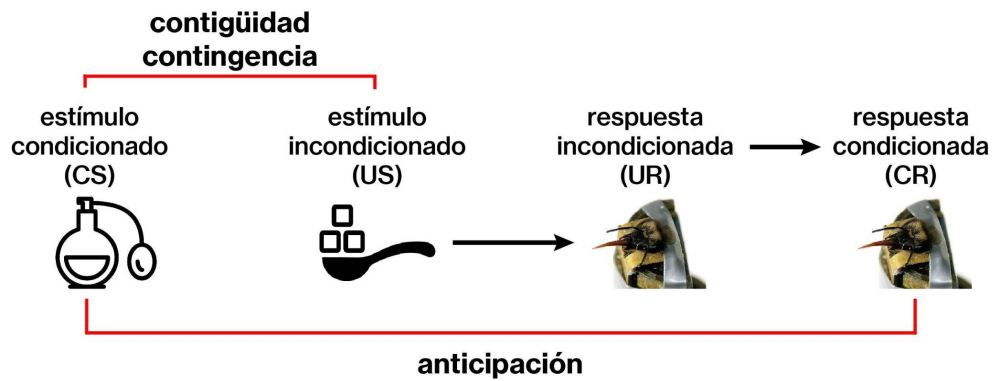 contigüidad
contingencia
estímulo
condicionado
(CS)
estímulo
incondicionado
(US)
respuesta
incondicionada
(UR)
respuesta
condicionada
(CR)
anticipación